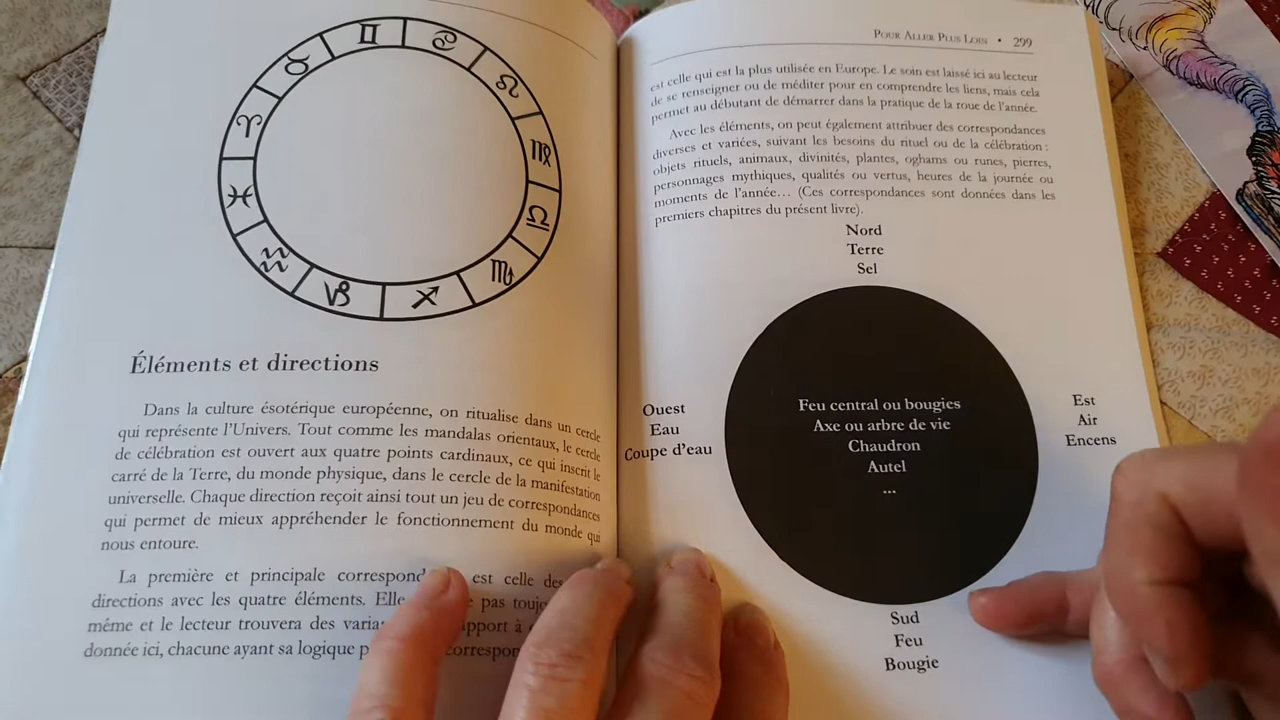 Éléments et directions
Dans la culture ésotérique européenne, on ritualise dans un cercle
qui représente l'Univers. Tout comme les mandalas orientaux, le cercle
de célébration est ouvert aux quatre points cardinaux, ce qui inscrit le
carré de la Terre, du monde physique, dans le cercle de la manifestation
universelle. Chaque direction reçoit ainsi tout un jeu de correspondances
qui permet de mieux appréhender le fonctionnement du monde qui
nous entoure.
La première et principale est celle des
directions avec les quatre éléments. Elle pas
même et le lecteur trouvera des
donnée ici, chacune ayant sa logique
Pour Aller Plus Loin • 299
est celle qui est la plus utilisée en Europe. Le soin est laissé ici au lecteur
de se renseigner ou de méditer pour en comprendre les liens, mais cela
permet au débutant de démarrer dans la pratique de la roue de l'année.
Avec les éléments, on peut également attribuer des correspondances
diverses et variées, suivant les besoins du rituel ou de la célébration :
objets rituels, animaux, divinités, plantes, oghams ou runes, pierres,
personnages mythiques, qualités ou vertus, heures de la journée ou
moments de l'année... (Ces correspondances sont données dans les
premiers chapitres du présent livre).
Nord
Terre
Sel
Ouest
Eau
Coupe d'eau
Feu central ou bougies
Axe ou arbre de vie
Chaudron
Autel
...
Est
Air
Encens
Sud
Feu
Bougie